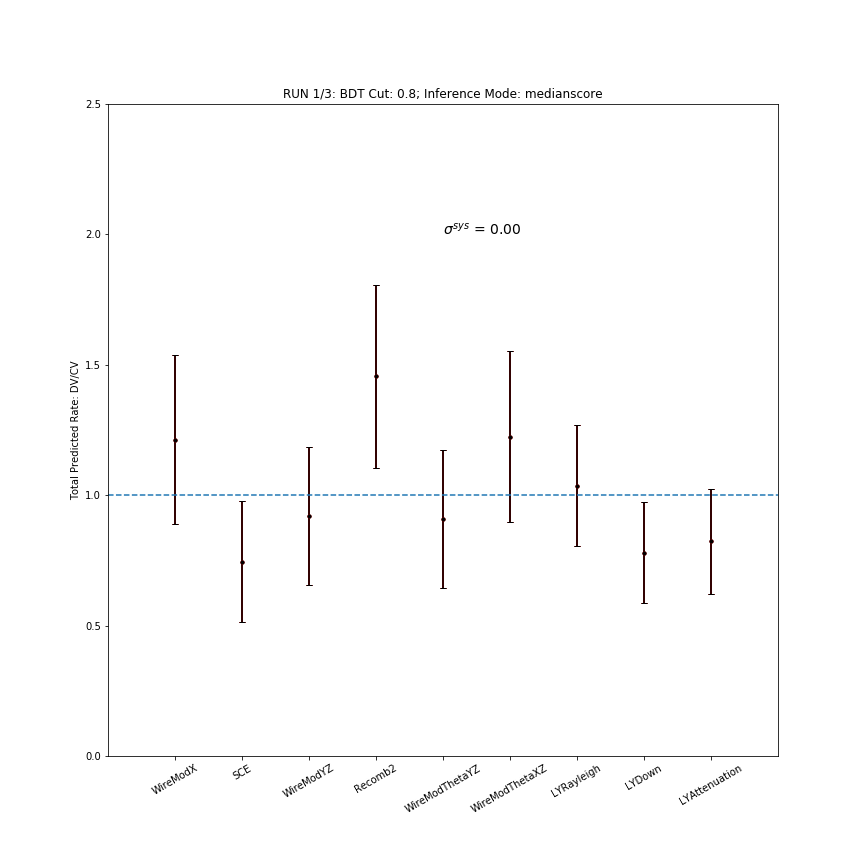 RUN 1/3: BDT Cut: 0.8; Inference Mode: medianscore
2.5
σ^sys = 0.00
2.0
1.5
Total Predicted Rate: DV/CV
1.0
0.5
0.0
WireModX
SCE
WireModYZ
Recomb2
WireModThetaYZ
WireModThetaXZ
LYRayleigh
LYDown
LYAttenuation